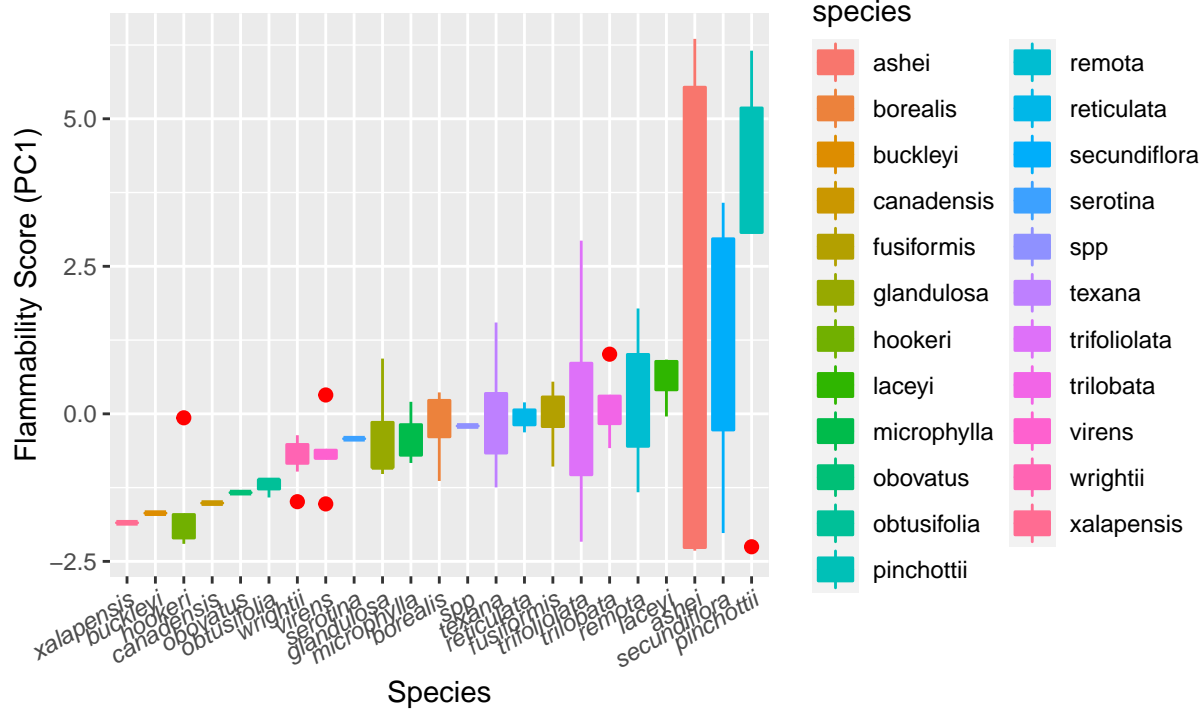 species
ashei
borealis
buckleyi
canadensis
fusiformis
glandulosa
hookeri
laceyi
microphylla
obovatus
obtusifolia
pinchottii
remota
reticulata
secundiflora
serotina
spp
texana
trifoliolata
trilobata
virens
wrightii
xalapensis
Flammability Score (PC1)
5.0
2.5
0.0
−2.5
xalapensis
buckleyi
hookeri
canadensis
obovatus
obtusifolia
wrightii
virens
serotina
glandulosa
microphylla
borealis
spp
texana
reticulata
fusiformis
trifoliolata
trilobata
remota
laceyi
ashei
secundiflora
pinchottii
Species